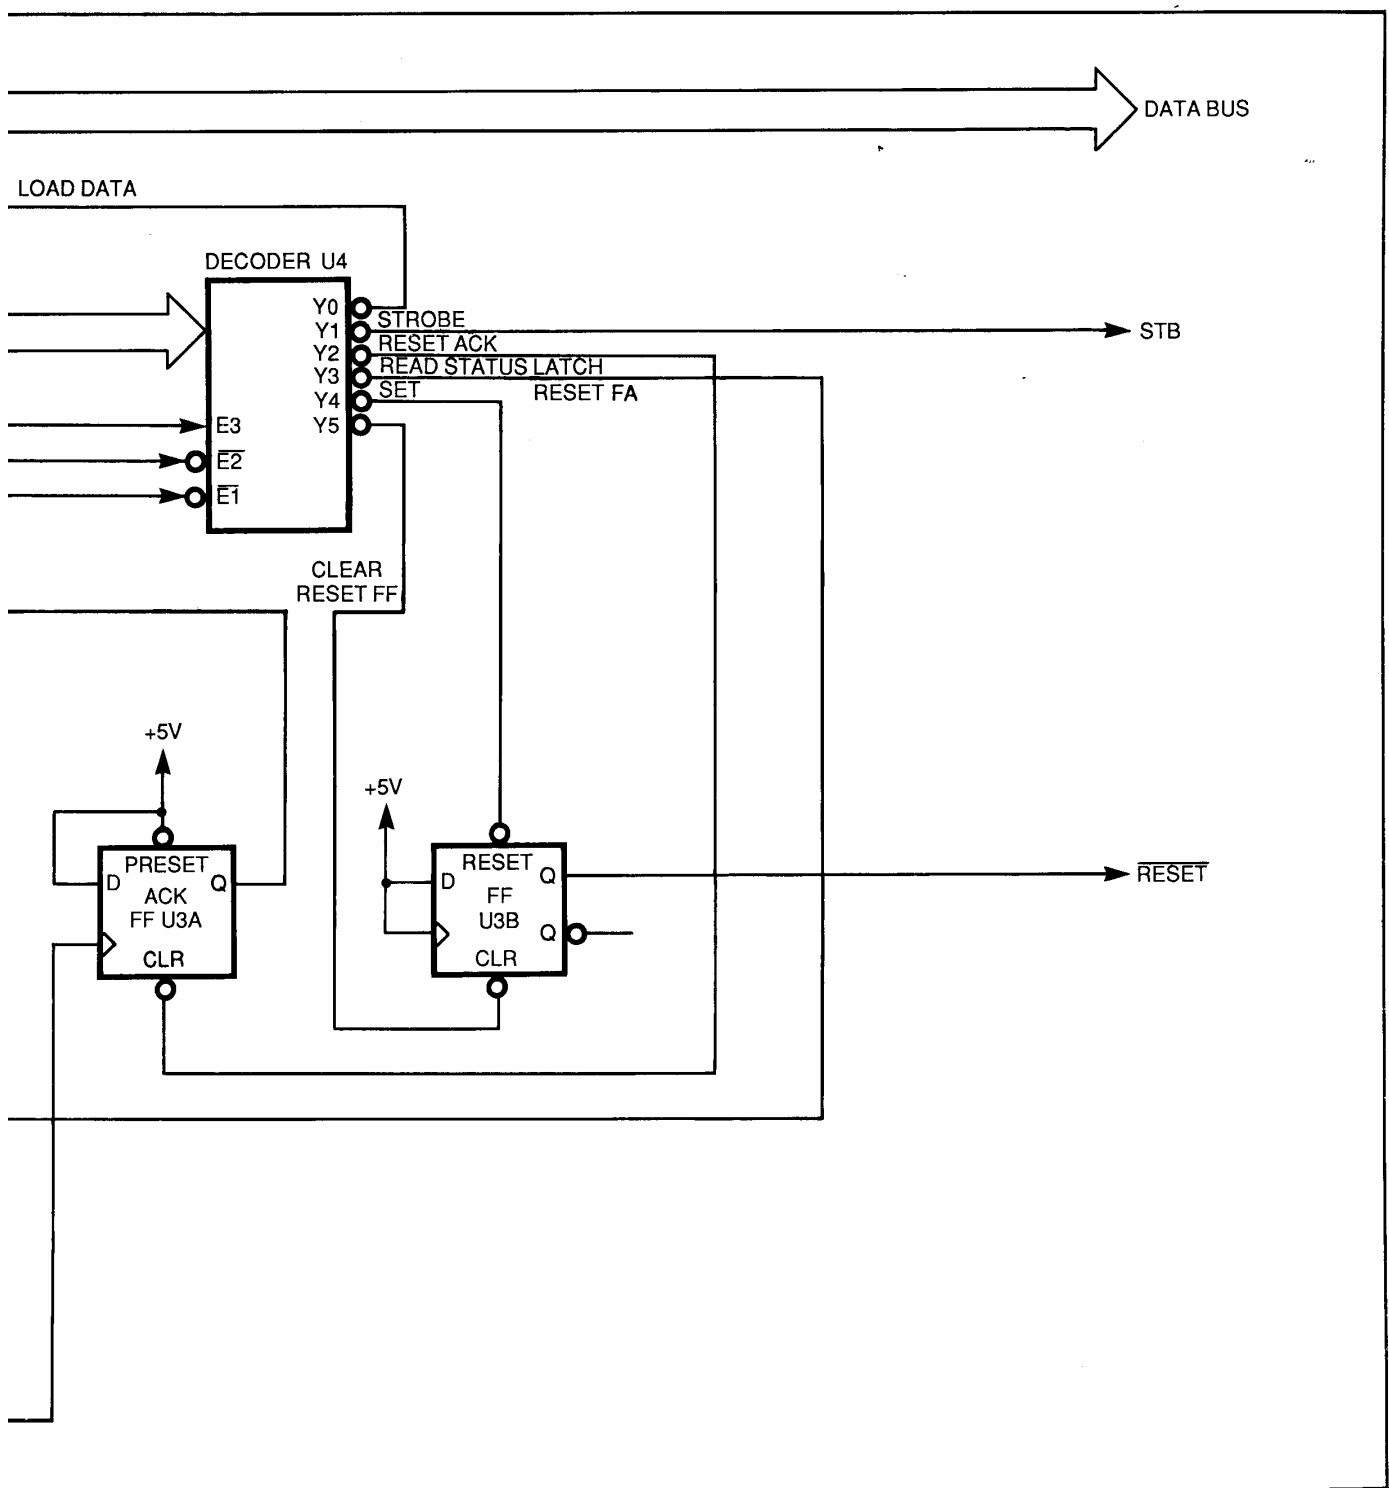 DATA BUS
LOAD DATA
DECODER U4
Y0
STROBE
Y1
STB
RESET ACK
Y2
READ STATUS LATCH
Y3
SET
RESET FA
Y4
E3
Y5
E2
E1
CLEAR
RESET FF
+5V
+5V
PRESET
D
ACK
Q
FF U3A
CLR
RESET
D
FF
Q
U3B
Q
CLR
RESET